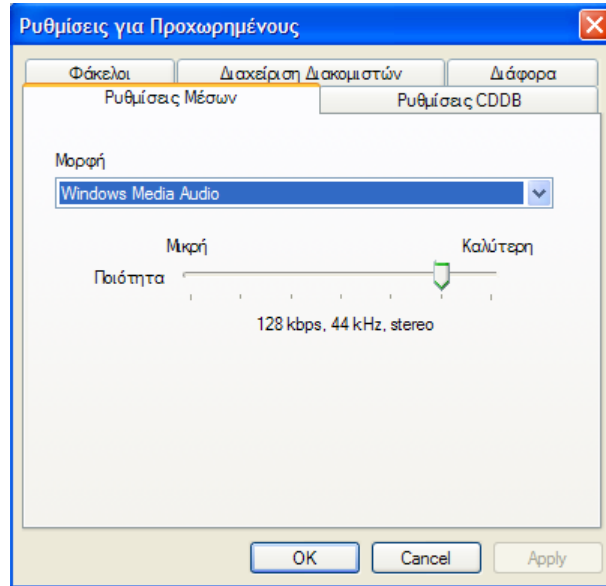 Ρυθμίσεις για Προχωρημένους
Φάκελοι Διαχείριση Διακομιστών Διάφορα
Ρυθμίσεις Μέσων Ρυθμίσεις CDDB
Μορφή
Windows Media Audio
Μικρή Καλύτερη
Ποιότητα
128 kbps, 44 kHz, stereo
OK Cancel Apply